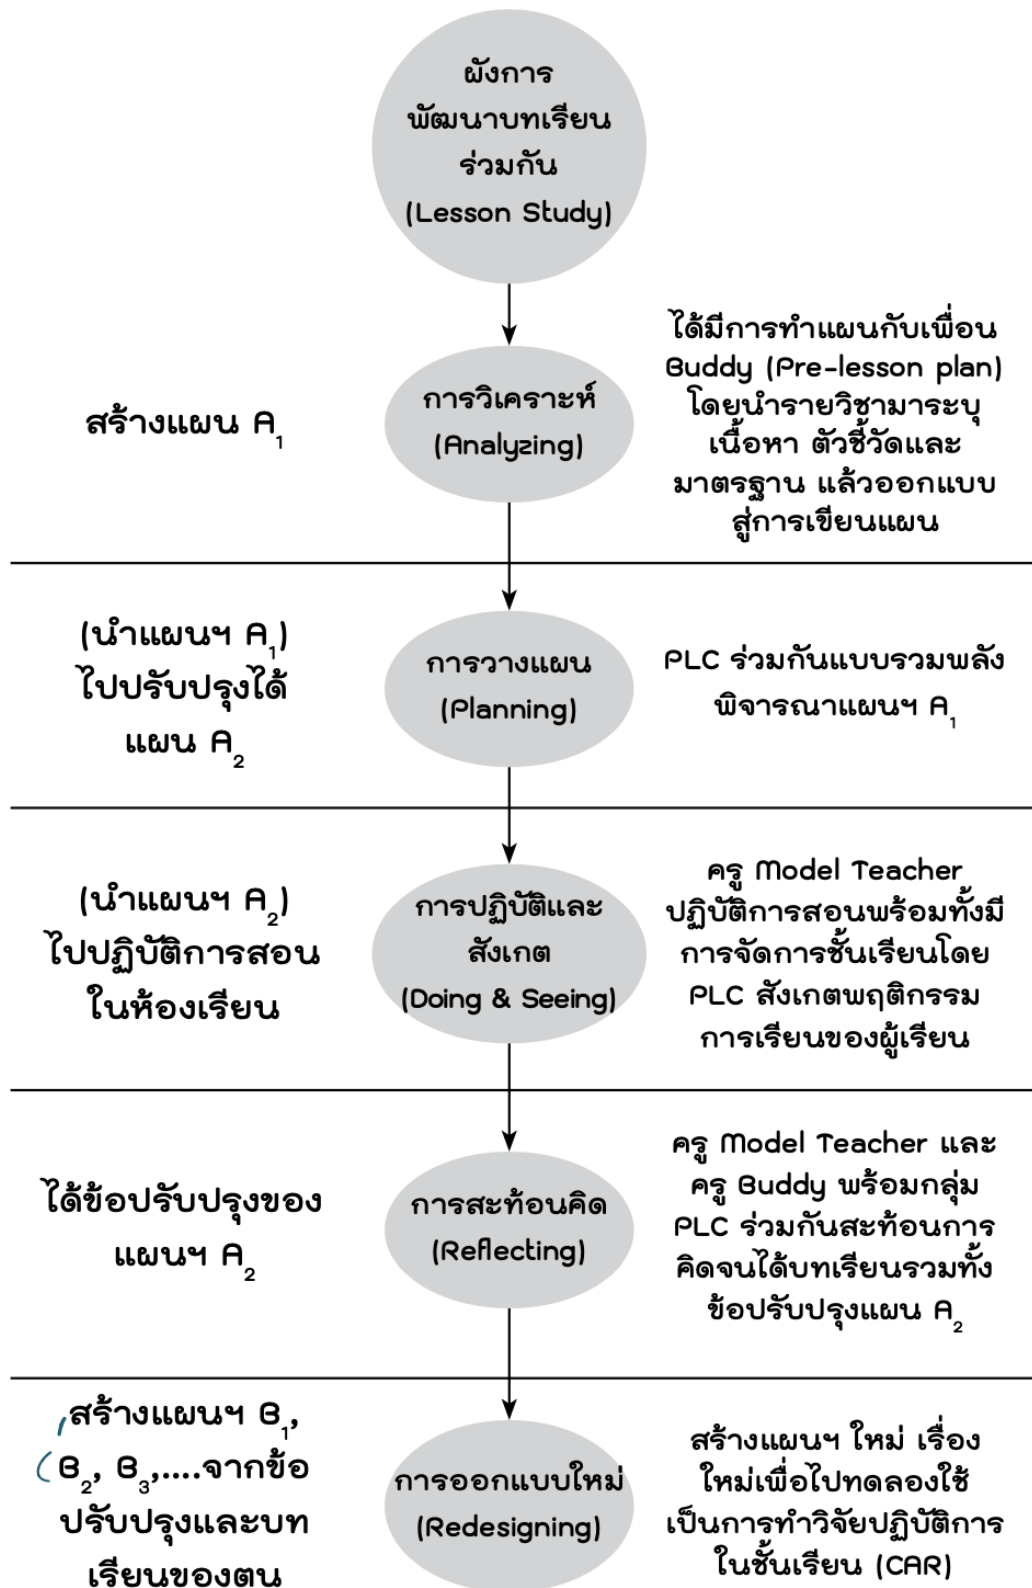 ผังการ
พัฒนาบทเรียน
ร่วมกัน
(Lesson Study)
สร้างแผน A₁
การวิเคราะห์
(Analyzing)
ได้มีการทำแผนกับเพื่อน
Buddy (Pre-lesson plan)
โดยนำรายวิชามาระบุ
เนื้อหา ตัวชี้วัดและ
มาตรฐาน แล้วออกแบบ
สู่การเขียนแผน
(นำแผนฯ A₁)
ไปปรับปรุงได้
แผน A₂
การวางแผน
(Planning)
PLC ร่วมกันแบบรวมพลัง
พิจารณาแผนฯ A₁
(นำแผนฯ A₂)
ไปปฏิบัติการสอน
ในห้องเรียน
การปฏิบัติและ
สังเกต
(Doing & Seeing)
ครู Model Teacher
ปฏิบัติการสอนพร้อมทั้งมี
การจัดการชั้นเรียนโดย
PLC สังเกตพฤติกรรม
การเรียนของผู้เรียน
ได้ข้อปรับปรุงของ
แผนฯ A₂
การสะท้อนคิด
(Reflecting)
ครู Model Teacher และ
ครู Buddy พร้อมกลุ่ม
PLC ร่วมกันสะท้อนการ
คิดจนได้บทเรียนรวมทั้ง
ข้อปรับปรุงแผน A₂
สร้างแผนฯ B₁,
B₂, B₃,....จากข้อ
ปรับปรุงและบท
เรียนของตน
การออกแบบใหม่
(Redesigning)
สร้างแผนฯ ใหม่ เรื่อง
ใหม่เพื่อไปทดลองใช้
เป็นการทำวิจัยปฏิบัติการ
ในชั้นเรียน (CAR)